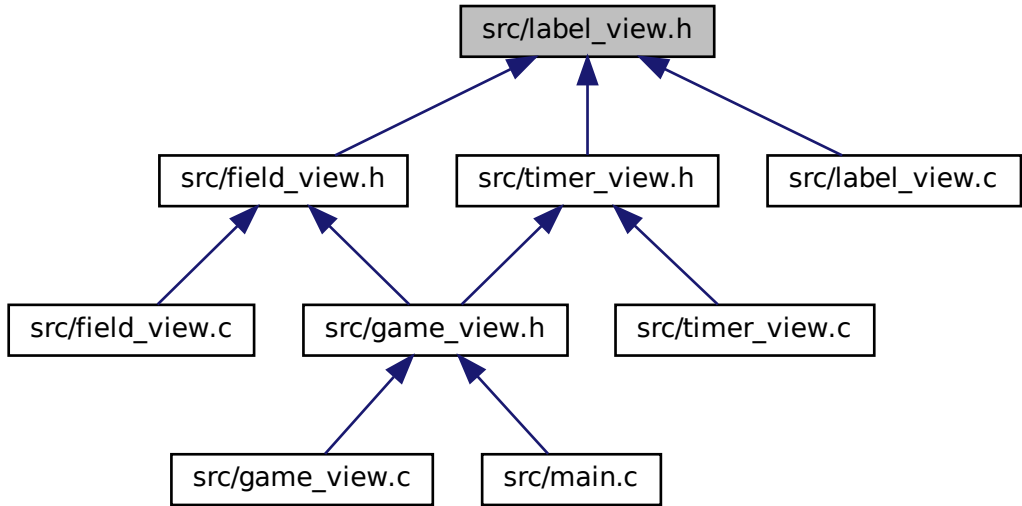 src/label_view.h
src/field_view.h
src/timer_view.h
src/label_view.c
src/field_view.c
src/game_view.h
src/timer_view.c
src/game_view.c
src/main.c